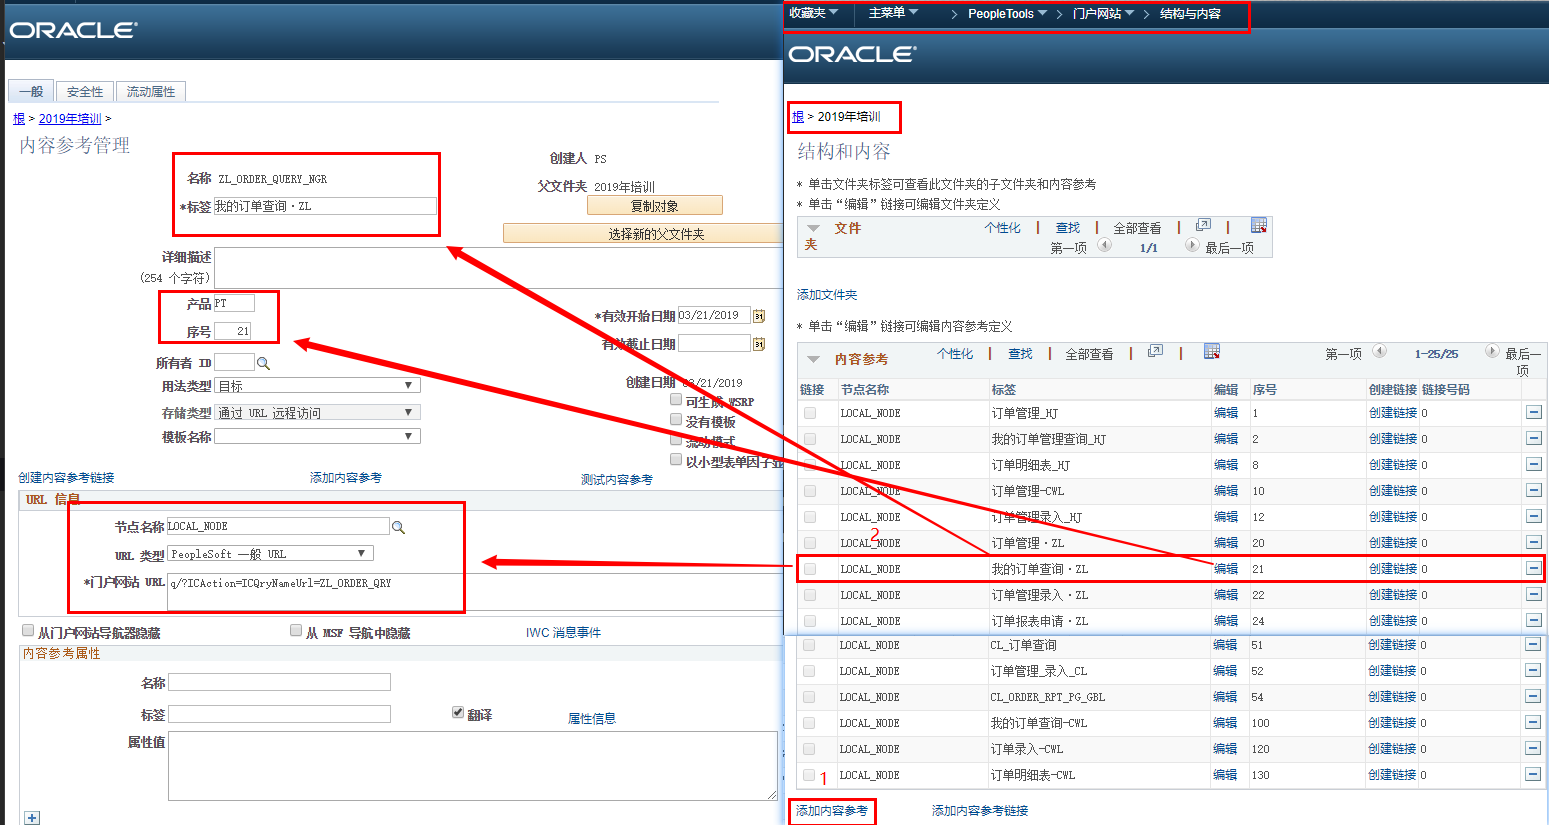 ORACLE
一般 安全性 流动属性
根 > 2019年培训 >
内容参考管理
名称 ZL_ORDER_QUERY_NGR
*标签 我的订单查询·ZL
创建人 PS
父文件夹 2019年培训
复制对象
选择新的父文件夹
详细描述
(254 个字符)
产品 PT
序号 21
*有效开始日期 03/21/2019
有效截止日期
所有者 ID
用法类型 目标
存储类型 通过 URL 远程访问
模板名称
创建日期 03/21/2019
可生成 WSRP
没有模板
流动模式
以小型表单因子显
创建内容参考链接 添加内容参考 测试内容参考
URL 信息
节点名称 LOCAL_NODE
URL 类型 PeopleSoft 一般 URL
*门户网站 URL q/?ICAction=ICQryNameUrl=ZL_ORDER_QRY
从门户网站导航器隐藏 从 MSF 导航中隐藏 IWC 消息事件
内容参考属性
名称
标签 翻译 属性信息
属性值
收藏夹 主菜单 > PeopleTools > 门户网站 > 结构与内容
ORACLE
根 > 2019年培训
结构和内容
* 单击文件夹标签可查看此文件夹的子文件夹和内容参考
* 单击“编辑”链接可编辑文件夹定义
文件夹 个性化 | 查找 | 全部查看 | |
第一项 1/1 最后一项
添加文件夹
* 单击“编辑”链接可编辑内容参考定义
内容参考 个性化 | 查找 | 全部查看 | | 第一项 1-25/25 最后一项
链接 节点名称 标签 编辑 序号 创建链接 链接号码
LOCAL_NODE 订单管理_HJ 编辑 1 创建链接 0
LOCAL_NODE 我的订单管理查询_HJ 编辑 2 创建链接 0
LOCAL_NODE 订单明细表_HJ 编辑 8 创建链接 0
LOCAL_NODE 订单管理-CWL 编辑 10 创建链接 0
LOCAL_NODE 订单管理录入_HJ 编辑 12 创建链接 0
2
LOCAL_NODE 订单管理·ZL 编辑 20 创建链接 0
LOCAL_NODE 我的订单查询·ZL 编辑 21 创建链接 0
LOCAL_NODE 订单管理录入·ZL 编辑 22 创建链接 0
LOCAL_NODE 订单报表申请·ZL 编辑 24 创建链接 0
LOCAL_NODE CL_订单查询 编辑 51 创建链接 0
LOCAL_NODE 订单管理_录入_CL 编辑 52 创建链接 0
LOCAL_NODE CL_ORDER_RPT_PG_GBL 编辑 54 创建链接 0
LOCAL_NODE 我的订单查询-CWL 编辑 100 创建链接 0
LOCAL_NODE 订单录入-CWL 编辑 120 创建链接 0
1 LOCAL_NODE 订单明细表-CWL 编辑 130 创建链接 0
添加内容参考 添加内容参考链接